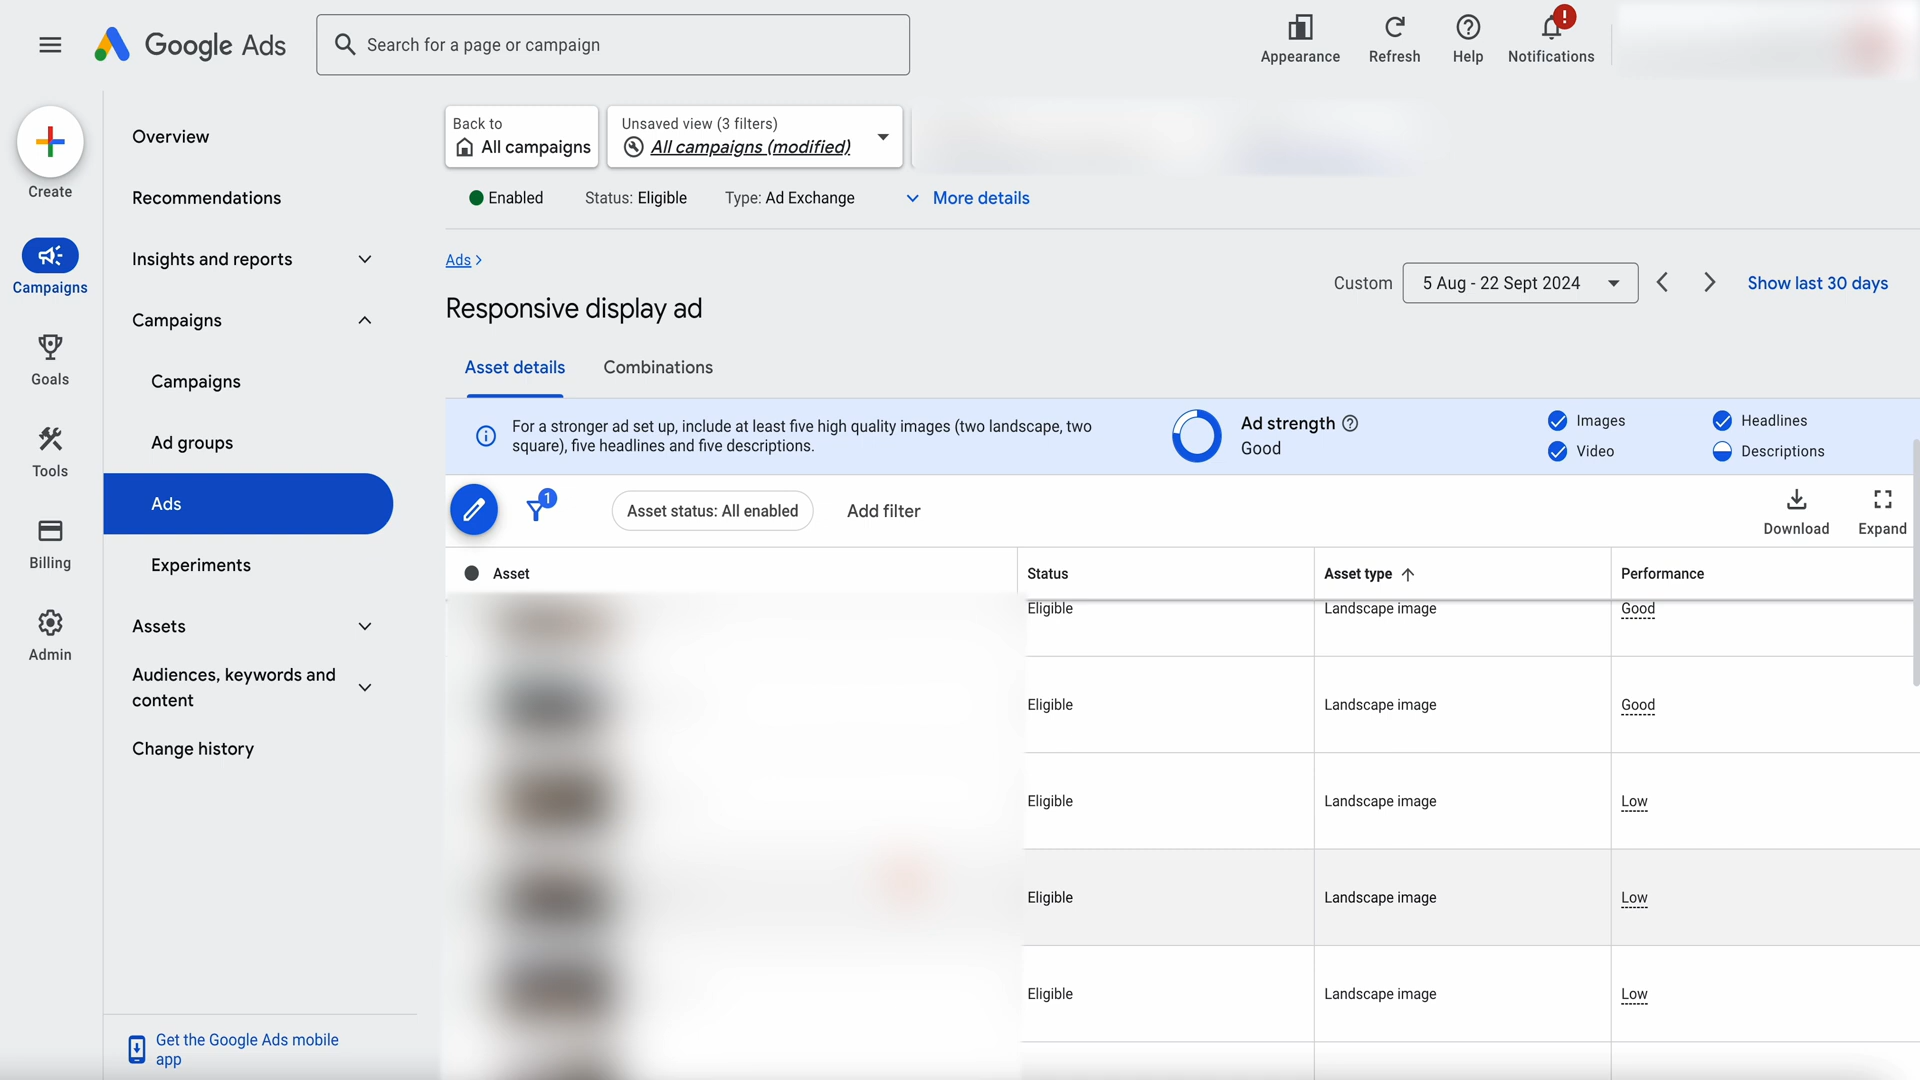 Google Ads
Search for a page or campaign
Appearance
Refresh
Help
!
Notifications
Create
Campaigns
Goals
Tools
Billing
Admin
Overview
Recommendations
Insights and reports
Campaigns
Campaigns
Ad groups
Ads
Experiments
Assets
Audiences, keywords and
content
Change history
Get the Google Ads mobile
app
Back to
All campaigns
Unsaved view (3 filters)
All campaigns (modified)
Enabled
Status: Eligible
Type: Ad Exchange
More details
Ads >
Responsive display ad
Custom
5 Aug - 22 Sept 2024
Show last 30 days
Asset details
Combinations
For a stronger ad set up, include at least five high quality images (two landscape, two
square), five headlines and five descriptions.
Ad strength
Good
Images
Headlines
Video
Descriptions
1
Asset status: All enabled
Add filter
Download
Expand
Asset Status Asset type Performance
Eligible Landscape image Good
Eligible Landscape image Good
Eligible Landscape image Low
Eligible Landscape image Low
Eligible Landscape image Low